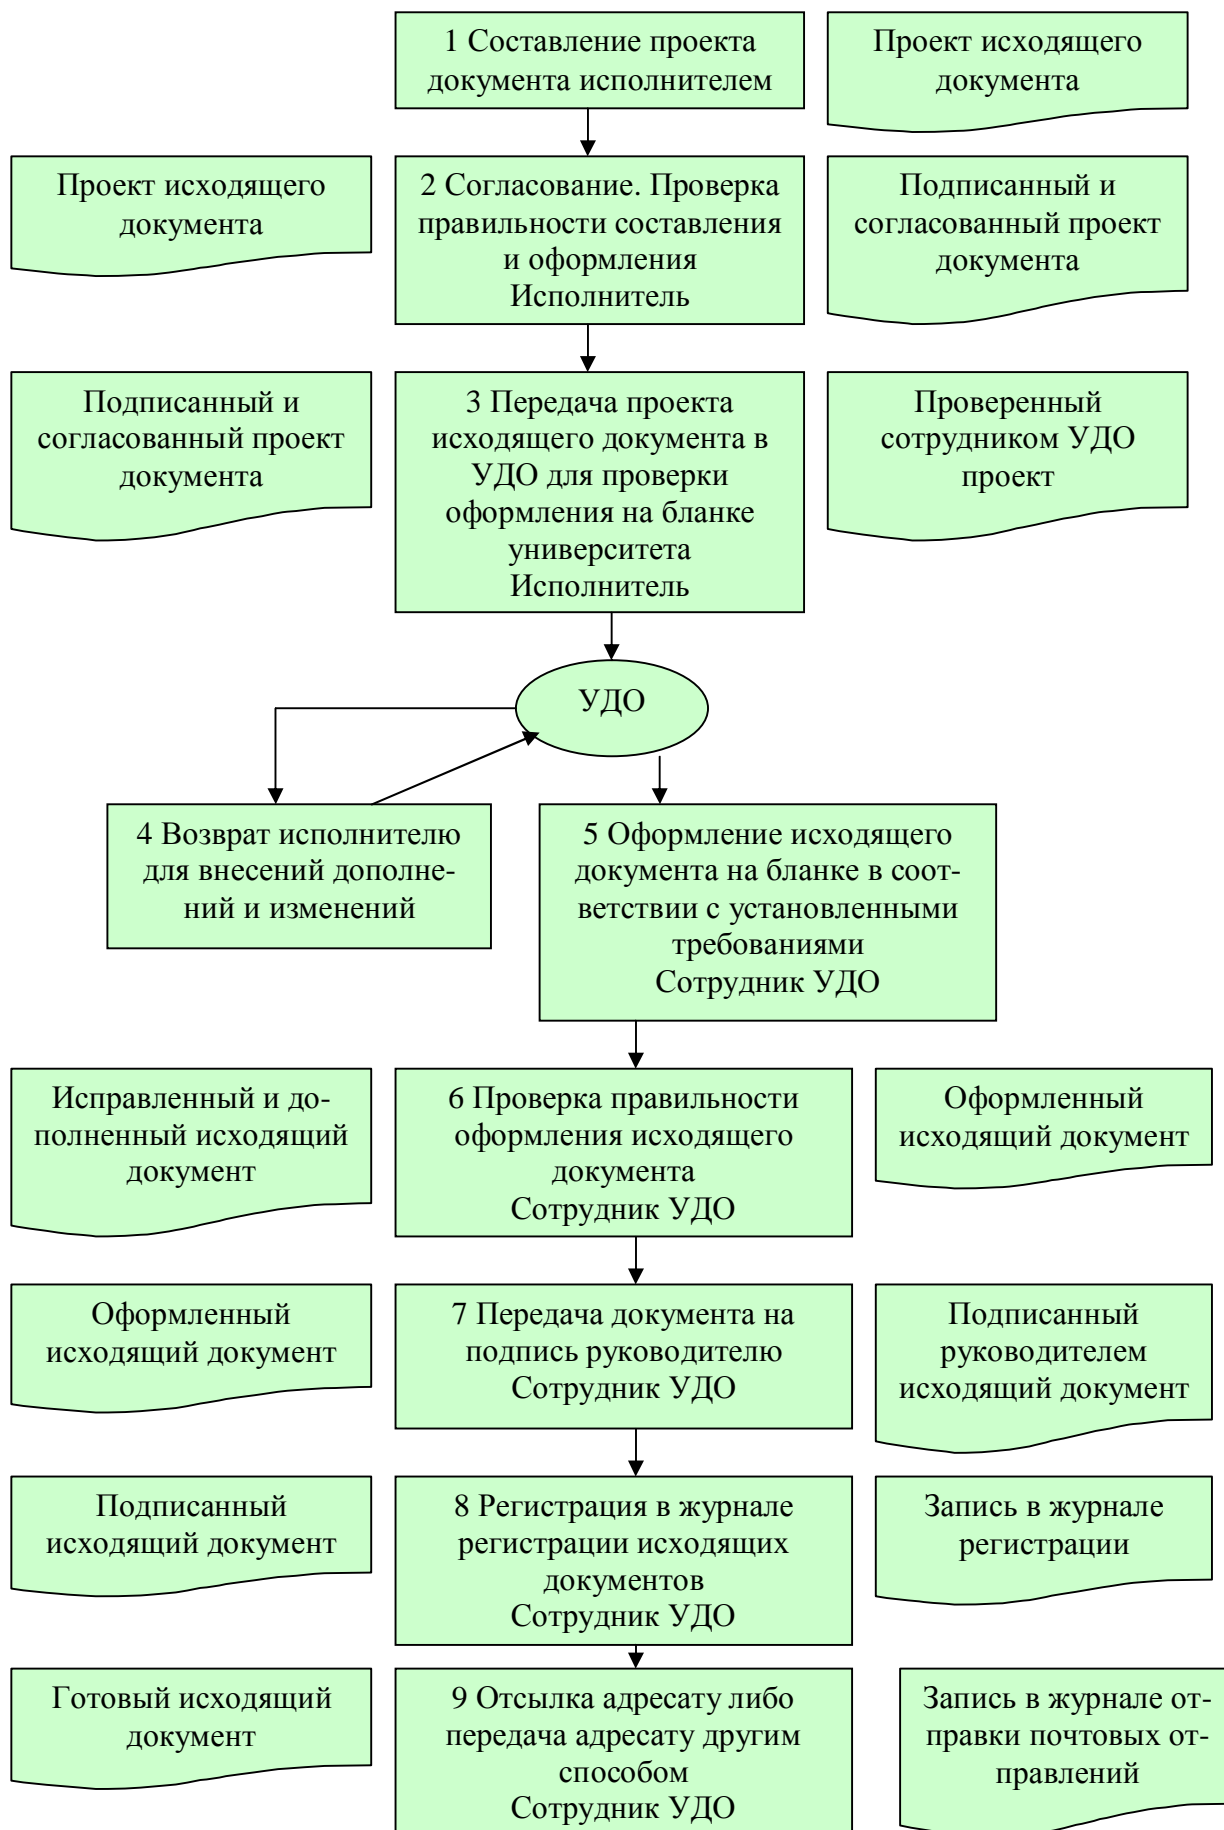 1 Составление проекта
документа исполнителем
Проект исходящего
документа
Проект исходящего
документа
2 Согласование. Проверка
правильности составления
и оформления
Исполнитель
Подписанный и
согласованный проект
документа
Подписанный и
согласованный проект
документа
3 Передача проекта
исходящего документа в
УДО для проверки
оформления на бланке
университета
Исполнитель
Проверенный
сотрудником УДО
проект
УДО
4 Возврат исполнителю
для внесений дополне-
ний и изменений
5 Оформление исходящего
документа на бланке в соот-
ветствии с установленными
требованиями
Сотрудник УДО
Исправленный и до-
полненный исходящий
документ
6 Проверка правильности
оформления исходящего
документа
Сотрудник УДО
Оформленный
исходящий документ
Оформленный
исходящий документ
7 Передача документа на
подпись руководителю
Сотрудник УДО
Подписанный
руководителем
исходящий документ
Подписанный
исходящий документ
8 Регистрация в журнале
регистрации исходящих
документов
Сотрудник УДО
Запись в журнале
регистрации
Готовый исходящий
документ
9 Отсылка адресату либо
передача адресату другим
способом
Сотрудник УДО
Запись в журнале от-
правки почтовых от-
правлений